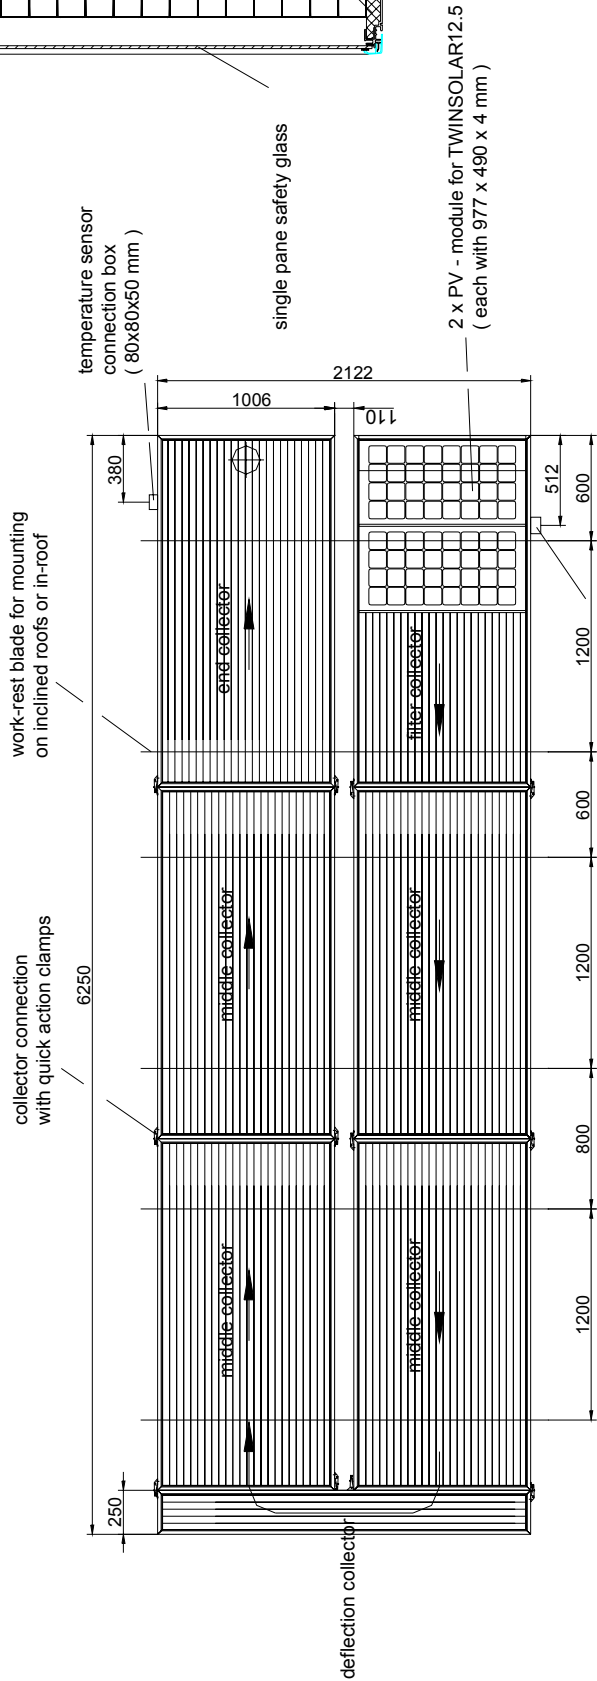 collector connection
with quick action clamps
work-rest blade for mounting
on inclined roofs or in-roof
temperature sensor
connection box
( 80x80x50 mm )
6250
250
380
2122
1006
110
middle collector
middle collector
end collector
deflection collector
middle collector
middle collector
filter collector
512
1200
800
1200
600
1200
600
single pane safety glass
2 x PV - module for TWINSOLAR12.5
( each with 977 x 490 x 4 mm )